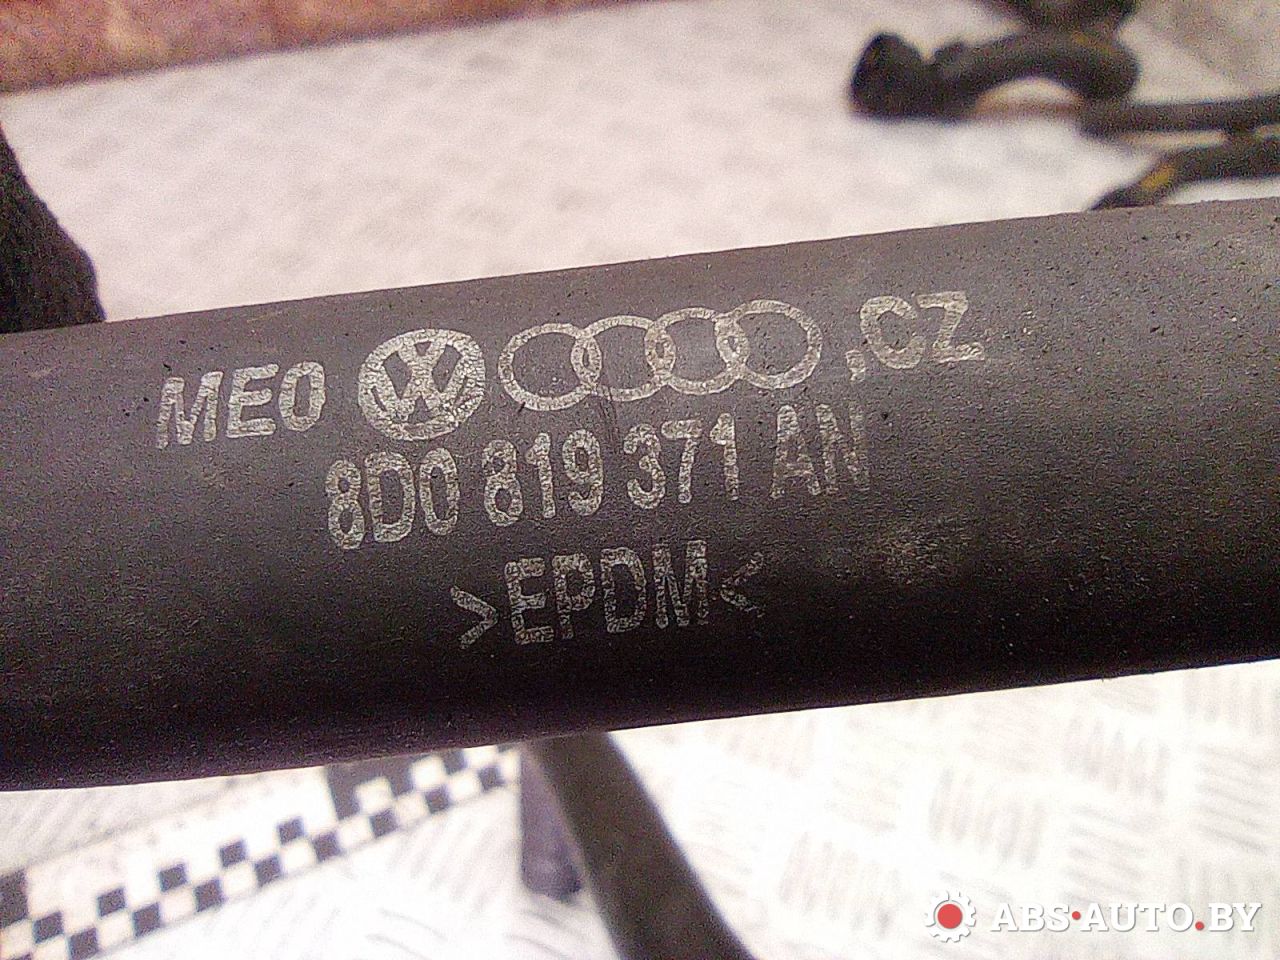 MEO ,CZ
8D0 819 371 AN
>EPDM<
ABS·AUTO.BY